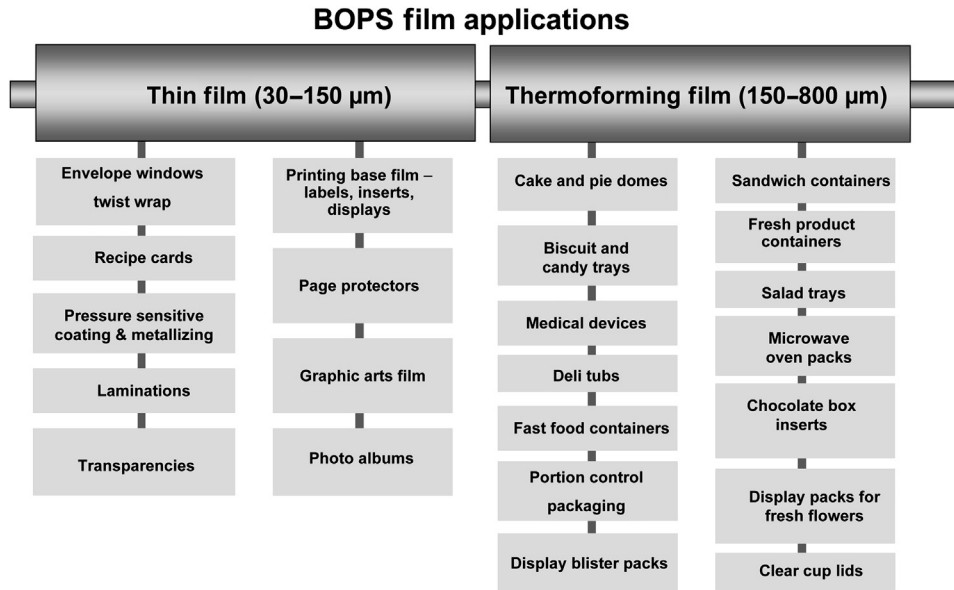 BOPS film applications
Thin film (30–150 µm)
Envelope windows
twist wrap
Recipe cards
Pressure sensitive
coating & metallizing
Laminations
Transparencies
Printing base film –
labels, inserts,
displays
Page protectors
Graphic arts film
Photo albums
Thermoforming film (150–800 µm)
Cake and pie domes
Biscuit and
candy trays
Medical devices
Deli tubs
Fast food containers
Portion control
packaging
Display blister packs
Sandwich containers
Fresh product
containers
Salad trays
Microwave
oven packs
Chocolate box
inserts
Display packs for
fresh flowers
Clear cup lids